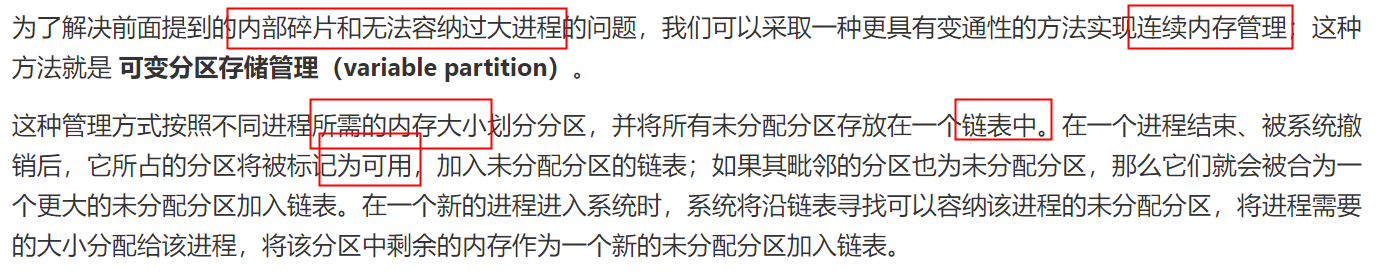 为了解决前面提到的内部碎片和无法容纳过大进程的问题，我们可以采取一种更具有变通性的方法实现连续内存管理；这种
方法就是 可变分区存储管理（variable partition）。
这种管理方式按照不同进程所需的内存大小划分分区，并将所有未分配分区存放在一个链表中。在一个进程结束、被系统撤
销后，它所占的分区将被标记为可用，加入未分配分区的链表；如果其毗邻的分区也为未分配分区，那么它们就会被合为一
个更大的未分配分区加入链表。在一个新的进程进入系统时，系统将沿链表寻找可以容纳该进程的未分配分区，将进程需要
的大小分配给该进程，将该分区中剩余的内存作为一个新的未分配分区加入链表。